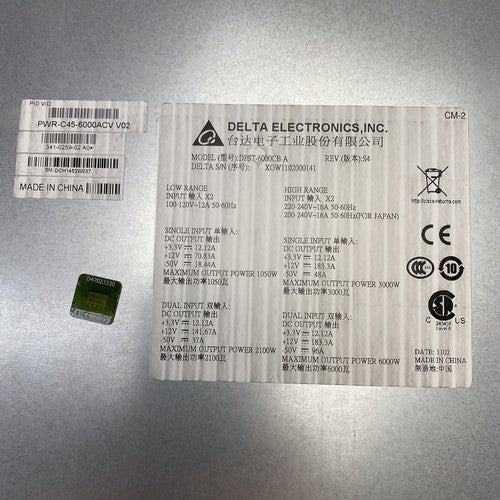 PID VID
PWR-C45-6000ACV V02
341-0259-02 A0*
SN: DCH1452W037
MADE IN CHINA
D47023330
CM-2
DELTA ELECTRONICS,INC.
台达电子工业股份有限公司
MODEL (型号):DPST-6000CB A REV.(版本):S4
DELTA S/N (序号): XOW1102000141
LOW RANGE
INPUT 输入 X2
100-120V~12A 50-60Hz
SINGLE INPUT 单输入:
DC OUTPUT 输出
+3.3V ⎓ 12.12A
+12V ⎓ 70.83A
-50V ⎓ 18.44A
MAXIMUM OUTPUT POWER 1050W
最大输出功率1050瓦
DUAL INPUT 双输入:
DC OUTPUT 输出
+3.3V ⎓ 12.12A
+12V ⎓ 141.67A
-50V ⎓ 37A
MAXIMUM OUTPUT POWER 2100W
最大输出功率2100瓦
HIGH RANGE
INPUT 输入 X2
220-240V~16A 50-60Hz
200-240V~16A 50-60Hz
200V(FOR JAPAN)
SINGLE INPUT 单输入:
DC OUTPUT 输出
+3.3V ⎓ 12.12A
+12V ⎓ 183.3A
-50V ⎓ 50A
MAXIMUM OUTPUT POWER 3000W
最大输出功率3000瓦
DUAL INPUT 双输入:
DC OUTPUT 输出
+3.3V ⎓ 12.12A
+12V ⎓ 183.3A
-50V ⎓ 96A
MAXIMUM OUTPUT POWER 6000W
最大输出功率6000瓦
http://cisco-returns.com
CE
CCC
10
C CS
Level 6
DATE: 1102
MADE IN CHINA
制造地:中国